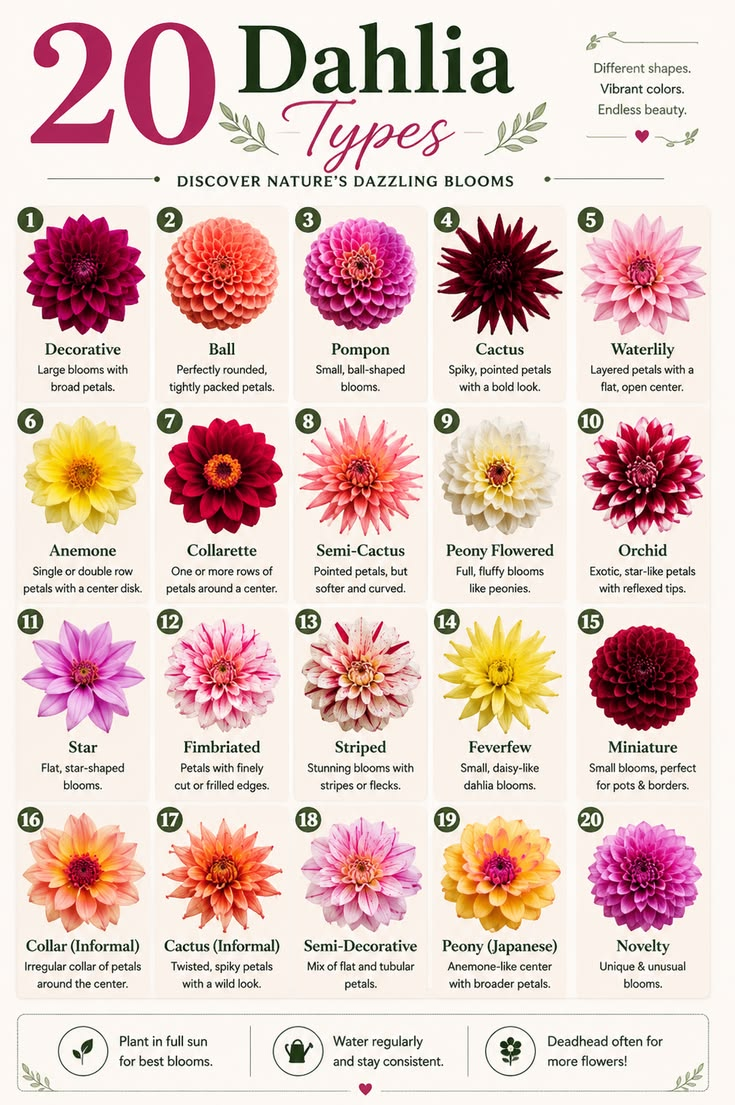 20 Dahlia
Types
DISCOVER NATURE'S DAZZLING BLOOMS
Different shapes.
Vibrant colors.
Endless beauty.
1
Decorative
Large blooms with
broad petals.
2
Ball
Perfectly rounded,
tightly packed petals.
3
Pompon
Small, ball-shaped
blooms.
4
Cactus
Spiky, pointed petals
with a bold look.
5
Waterlily
Layered petals with a
flat, open center.
6
Anemone
Single or double row
petals with a center disk.
7
Collarette
One or more rows of
petals around a center.
8
Semi-Cactus
Pointed petals, but
softer and curved.
9
Peony Flowered
Full, fluffy blooms
like peonies.
10
Orchid
Exotic, star-like petals
with reflexed tips.
11
Star
Flat, star-shaped
blooms.
12
Fimbriated
Petals with finely
cut or frilled edges.
13
Striped
Stunning blooms with
stripes or flecks.
14
Feverfew
Small, daisy-like
dahlia blooms.
15
Miniature
Small blooms, perfect
for pots & borders.
16
Collar (Informal)
Irregular collar of petals
around the center.
17
Cactus (Informal)
Twisted, spiky petals
with a wild look.
18
Semi-Decorative
Mix of flat and tubular
petals.
19
Peony (Japanese)
Anemone-like center
with broader petals.
20
Novelty
Unique & unusual
blooms.
Plant in full sun
for best blooms.
Water regularly
and stay consistent.
Deadhead often for
more flowers!